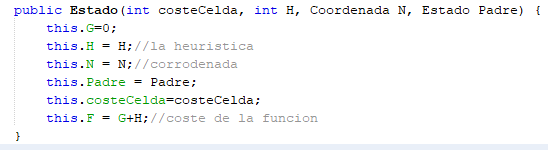 public Estado(int costeCelda, int H, Coordenada N, Estado Padre) {
this.G=0;
this.H = H;//la heuristica
this.N = N;//corrodenada
this.Padre = Padre;
this.costeCelda=costeCelda;
this.F = G+H;//coste de la funcion
}